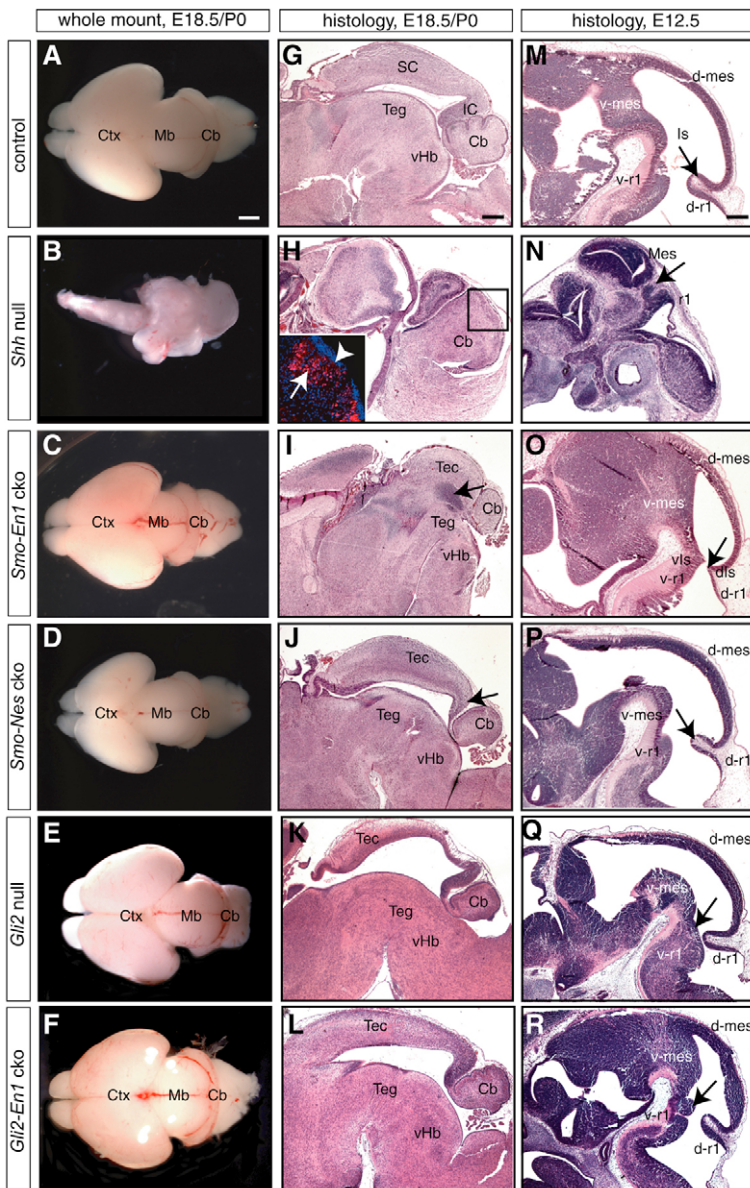 whole mount, E18.5/P0
histology, E18.5/P0
histology, E12.5
control
A
Ctx Mb Cb
G
SC
IC
Teg
Cb
vHb
M
d-mes
v-mes
Is
v-r1
d-r1
Shh null
B
H
Cb
N
Mes
r1
Smo-En1 cko
C
Ctx Mb Cb
I
Tec
Cb
Teg
vHb
O
d-mes
v-mes
vIs
dIs
v-r1
d-r1
Smo-Nes cko
D
Ctx Mb Cb
J
Tec
Teg
Cb
vHb
P
v-mes
v-r1
d-r1
Gli2 null
E
Ctx Mb Cb
K
Tec
Cb
Teg
vHb
Q
d-mes
v-mes
v-r1
d-r1
Gli2-En1 cko
F
Ctx Mb Cb
L
Tec
Teg
Cb
vHb
R
d-mes
v-mes
v-r1
d-r1